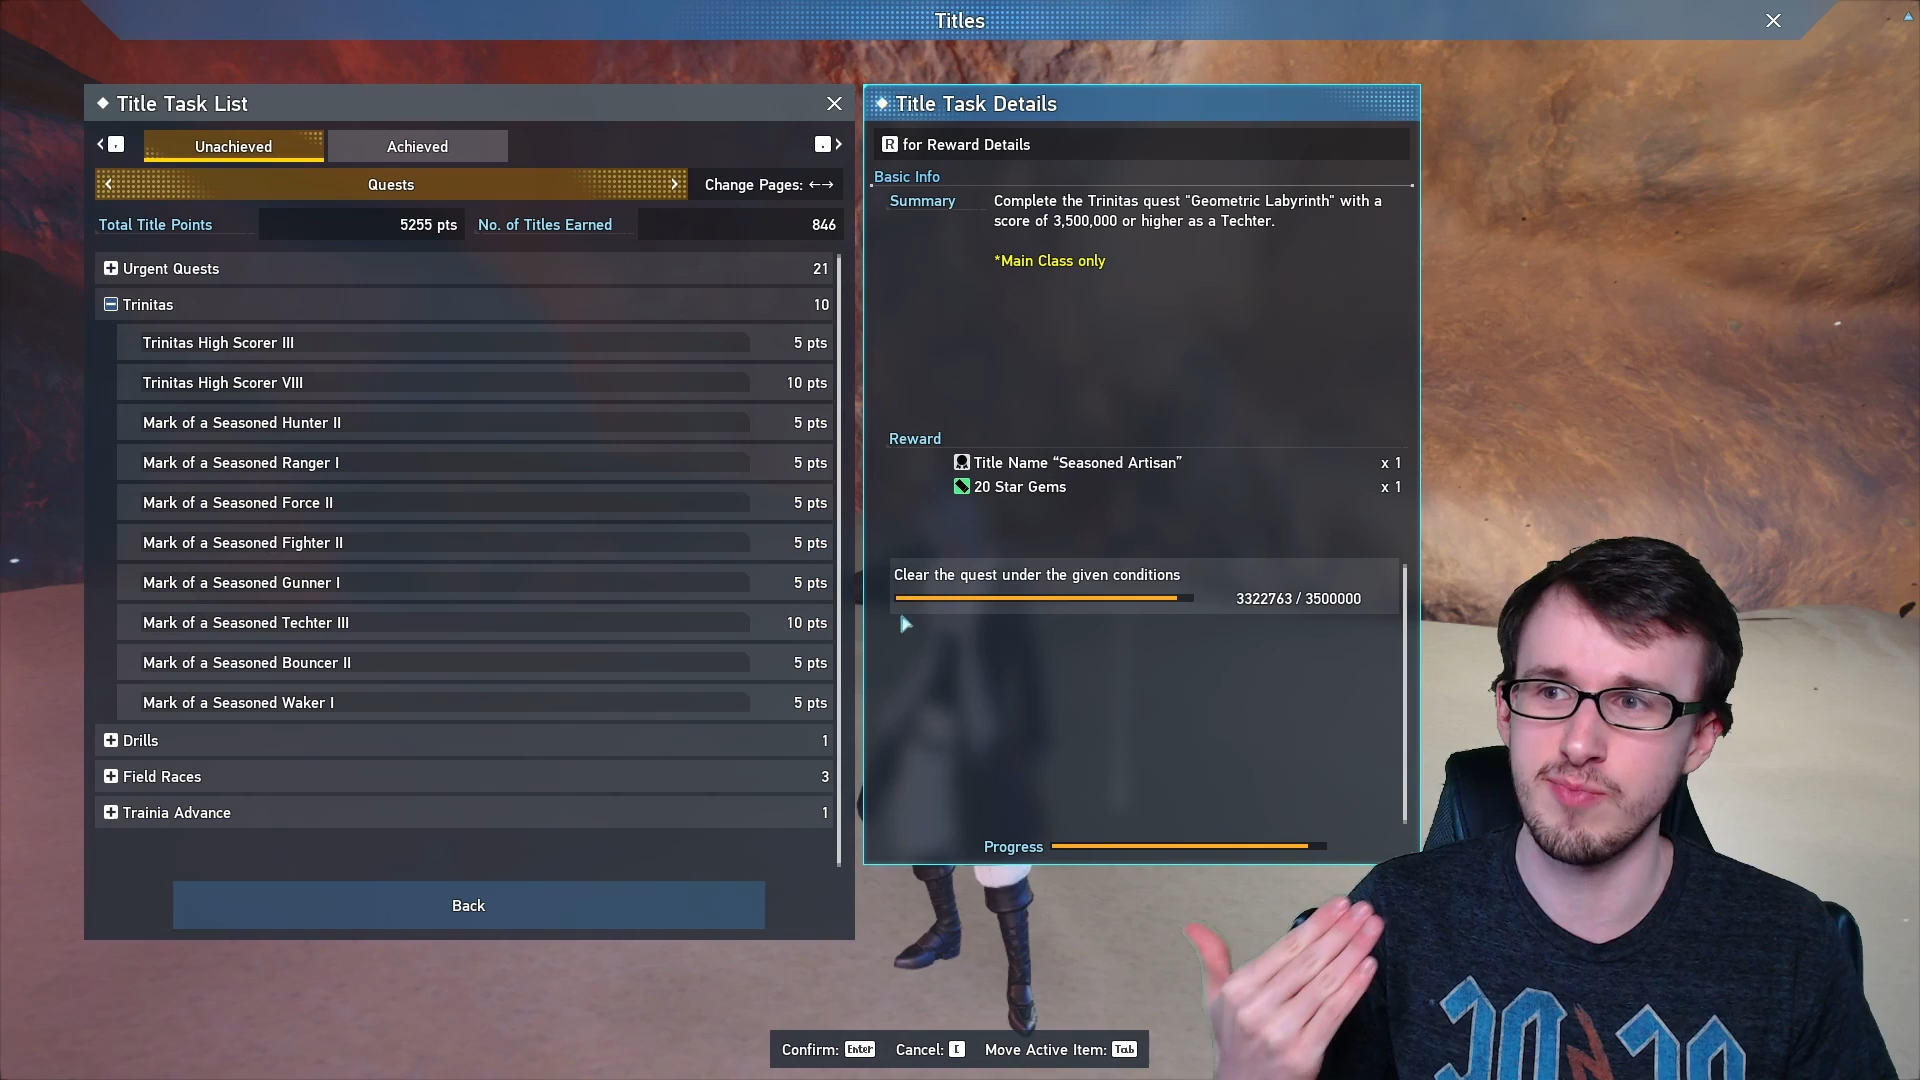 Titles
Title Task List
Unachieved
Achieved
Quests
Change Pages: ←→
Total Title Points
5255 pts
No. of Titles Earned
846
Urgent Quests
21
Trinitas
10
Trinitas High Scorer III
5 pts
Trinitas High Scorer VIII
10 pts
Mark of a Seasoned Hunter II
5 pts
Mark of a Seasoned Ranger I
5 pts
Mark of a Seasoned Force II
5 pts
Mark of a Seasoned Fighter II
5 pts
Mark of a Seasoned Gunner I
5 pts
Mark of a Seasoned Techter III
10 pts
Mark of a Seasoned Bouncer II
5 pts
Mark of a Seasoned Waker I
5 pts
Drills
1
Field Races
3
Trainia Advance
1
Back
Title Task Details
R for Reward Details
Basic Info
Summary
Complete the Trinitas quest "Geometric Labyrinth" with a
score of 3,500,000 or higher as a Techter.
*Main Class only
Reward
Title Name “Seasoned Artisan”
x 1
20 Star Gems
x 1
Clear the quest under the given conditions
3322763 / 3500000
Progress
Confirm: Enter
Cancel:
Move Active Item: Tab